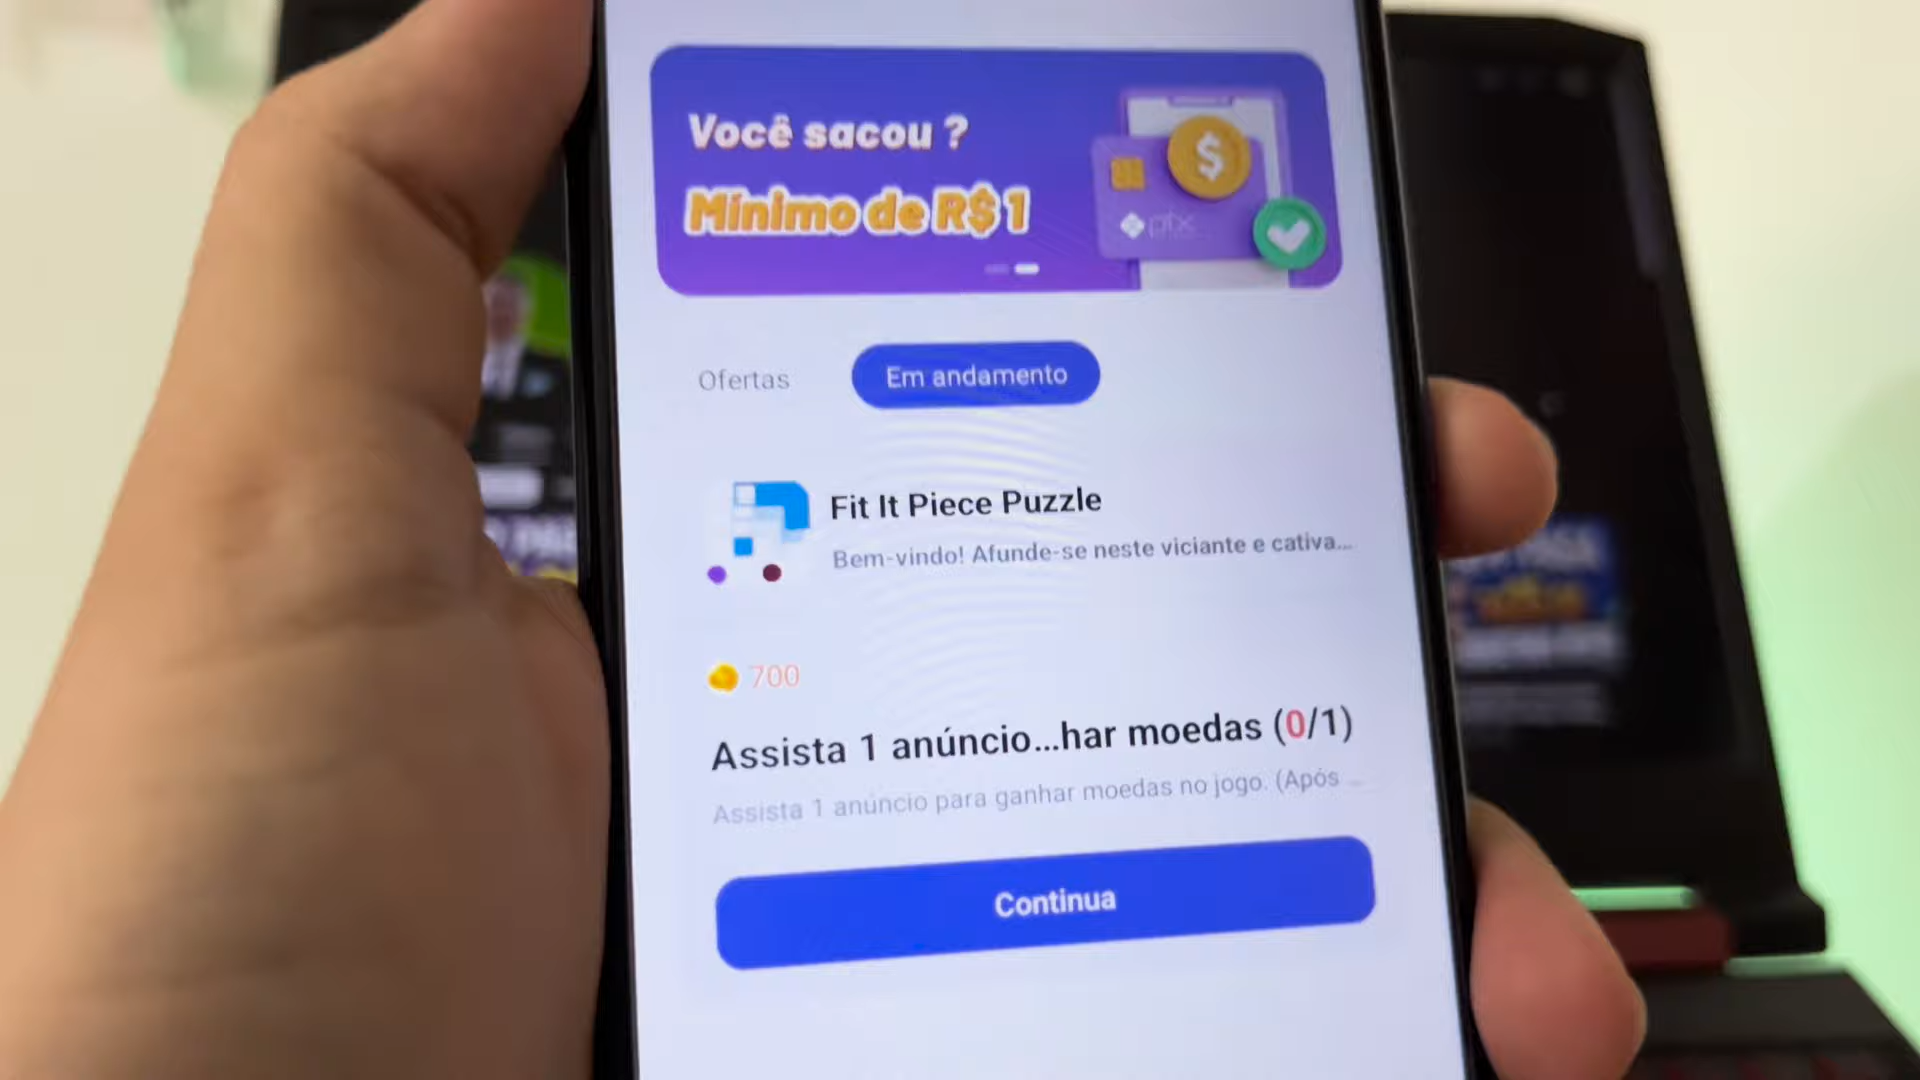 Você sacou ?
Mínimo de R$ 1
pix
Ofertas
Em andamento
Fit It Piece Puzzle
Bem-vindo! Afunde-se neste viciante e cativa...
700
Assista 1 anúncio...har moedas (0/1)
Assista 1 anúncio para ganhar moedas no jogo. (Após ...
Continua